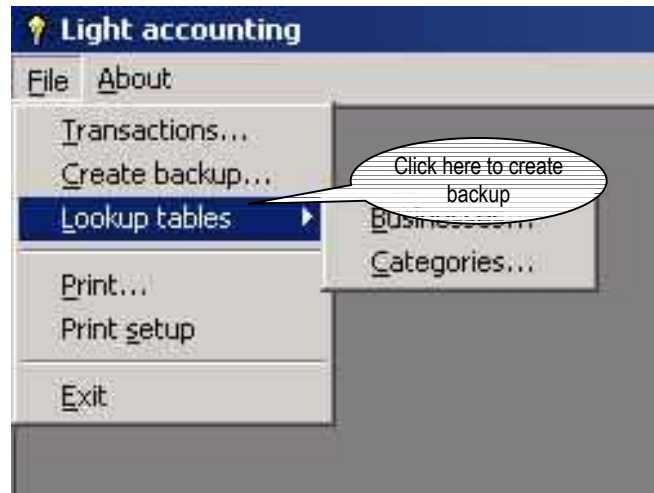 Light accounting
File About
Transactions...
Create backup...
Lookup tables
Print...
Print setup
Exit
Click here to create
backup
Categories...